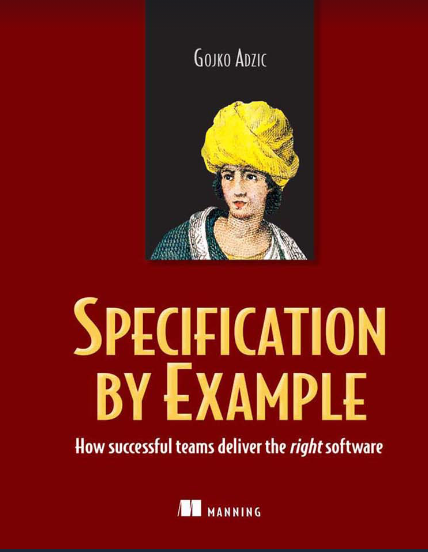 Gojko Adzic
Specification
by Example
How successful teams deliver the right software
MANNING